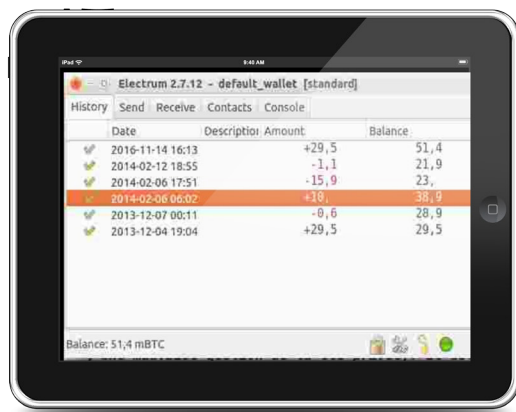 iPad 9:40 AM
Electrum 2.7.12 - default_wallet [standard]
History Send Receive Contacts Console
Date Description Amount Balance
2016-11-14 16:13 +29,5 51,4
2014-02-12 18:55 -1,1 21,9
2014-02-06 17:51 -15,9 23,
2014-02-06 06:02 +10, 38,9
2013-12-07 00:11 -0,6 28,9
2013-12-04 19:04 +29,5 29,5
Balance: 51,4 mBTC